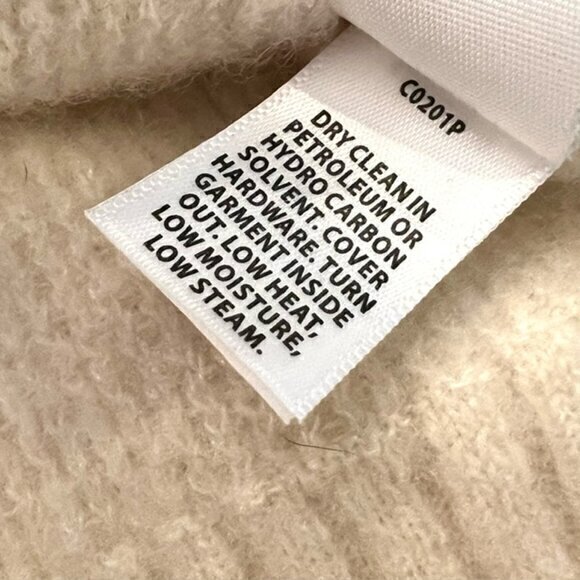 C0201P
DRY CLEAN IN
PETROLEUM OR
HYDRO CARBON
SOLVENT. COVER
HARDWARE. TURN
GARMENT INSIDE
OUT. LOW HEAT,
LOW MOISTURE,
LOW STEAM.